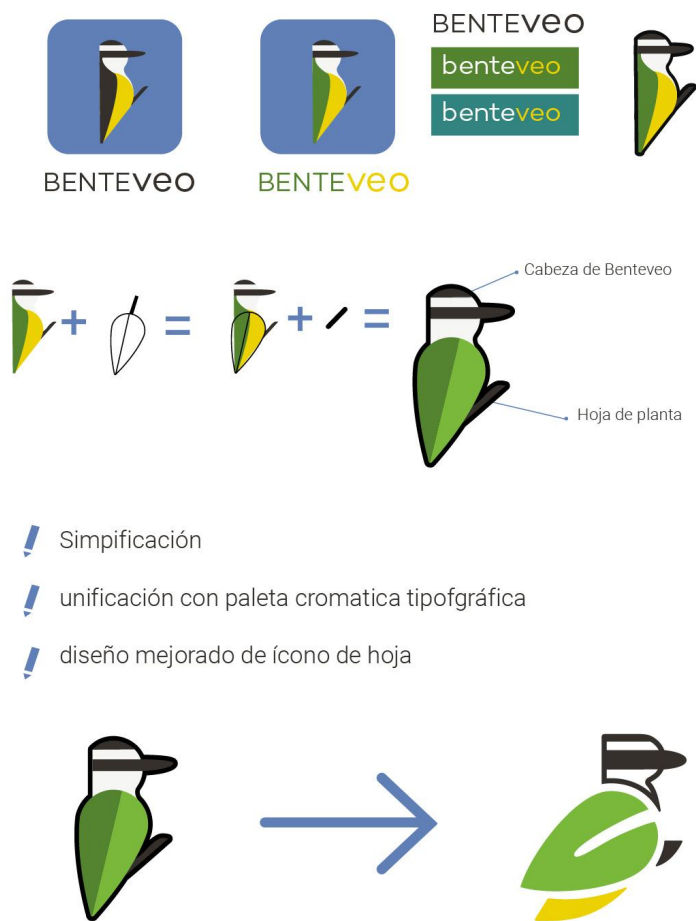 BENTEveo
benteveo
benteveo
BENTEveo
BENTEveo
+
=
+
=
Cabeza de Benteveo
Hoja de planta
Simpificación
unificación con paleta cromatica tipofgráfica
diseño mejorado de ícono de hoja